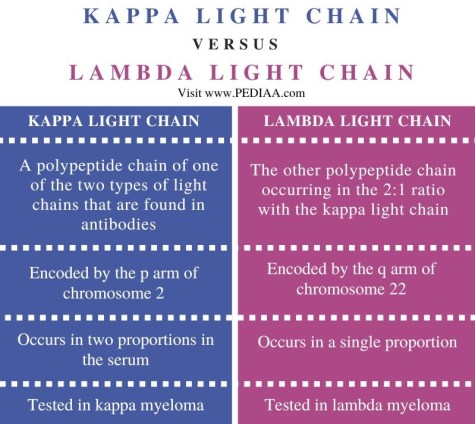 KAPPA LIGHT CHAIN
VERSUS
LAMBDA LIGHT CHAIN
Visit www.PEDIAA.com
KAPPA LIGHT CHAIN
LAMBDA LIGHT CHAIN
A polypeptide chain of one
of the two types of light
chains that are found in
antibodies
The other polypeptide chain
occurring in the 2:1 ratio
with the kappa light chain
Encoded by the p arm of
chromosome 2
Encoded by the q arm of
chromosome 22
Occurs in two proportions in
the serum
Occurs in a single proportion
Tested in kappa myeloma
Tested in lambda myeloma